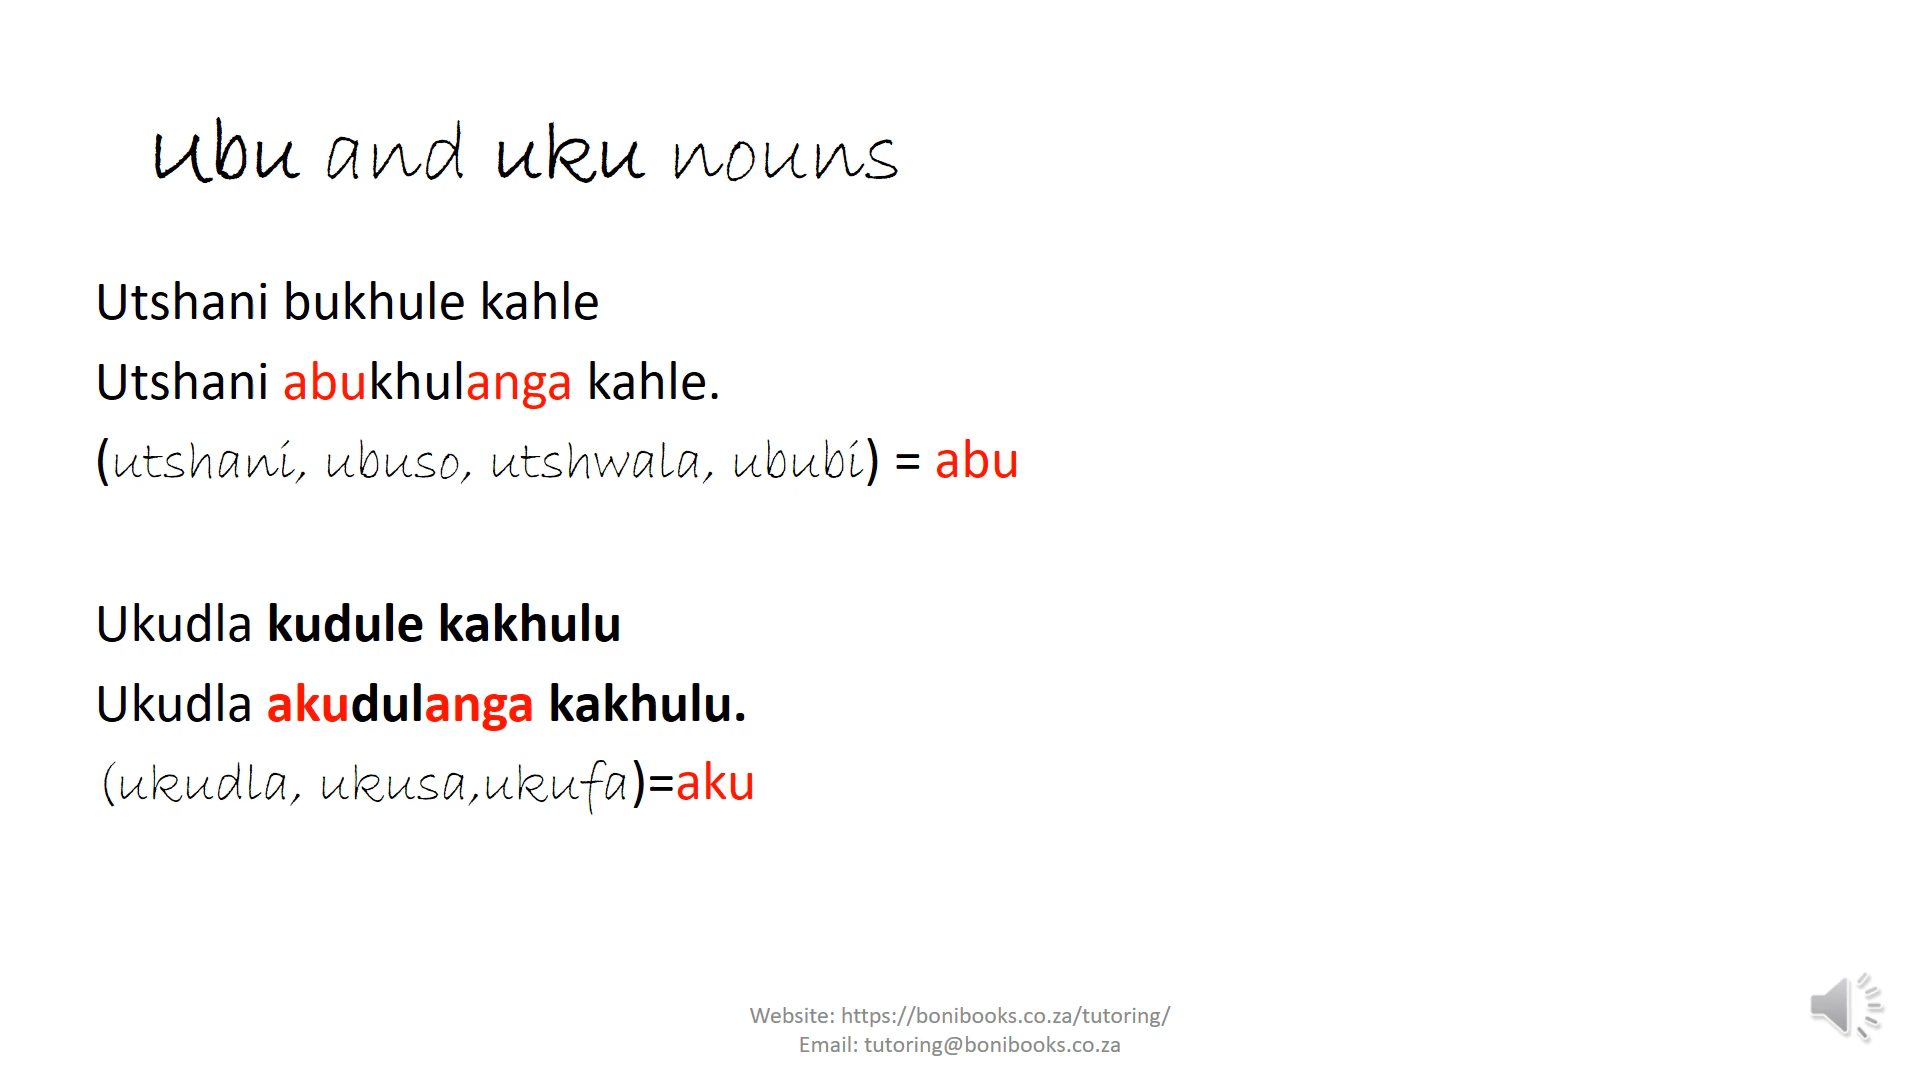 Ubu and uku nouns
Utshani bukhule kahle
Utshani abukhulanga kahle.
(utshani, ubuso, utshwala, ububi) = abu
Ukudla kudule kakhulu
Ukudla akudulanga kakhulu.
(ukudla, ukusa,ukufa)=aku
Website: https://bonibooks.co.za/tutoring/
Email: tutoring@bonibooks.co.za